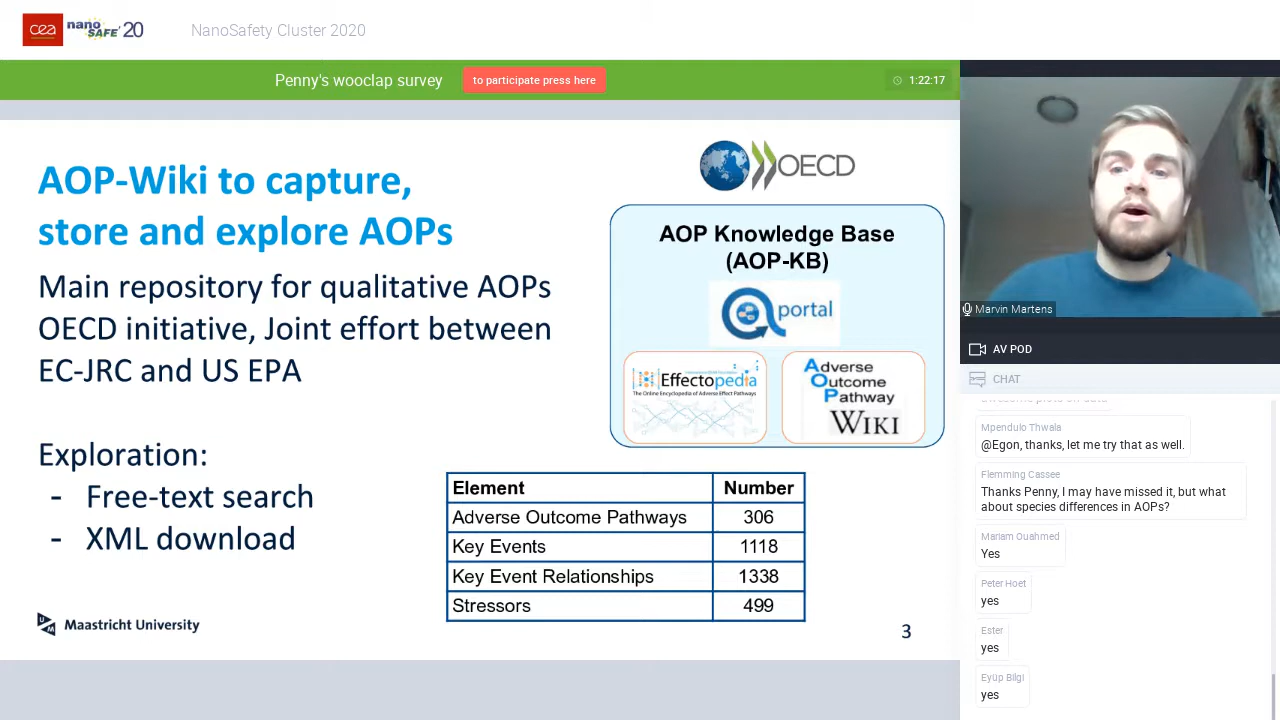 cea nano SAFE'20
NanoSafety Cluster 2020
Penny's wooclap survey
to participate press here
1:22:17
AOP-Wiki to capture,
store and explore AOPs
Main repository for qualitative AOPs
OECD initiative, Joint effort between
EC-JRC and US EPA
Exploration:
- Free-text search
- XML download
OECD
AOP Knowledge Base
(AOP-KB)
portal
Effectopedia
The Online Encyclopedia of Adverse Effect Pathways
Adverse
Outcome
Pathway
WIKI
Element Number
Adverse Outcome Pathways 306
Key Events 1118
Key Event Relationships 1338
Stressors 499
UM Maastricht University
3
Marvin Martens
AV POD
CHAT
Mpendulo Thwala
@Egon, thanks, let me try that as well.
Flemming Cassee
Thanks Penny, I may have missed it, but what
about species differences in AOPs?
Mariam Ouahmed
Yes
Peter Hoet
yes
Ester
yes
Eyüp Bilgi
yes